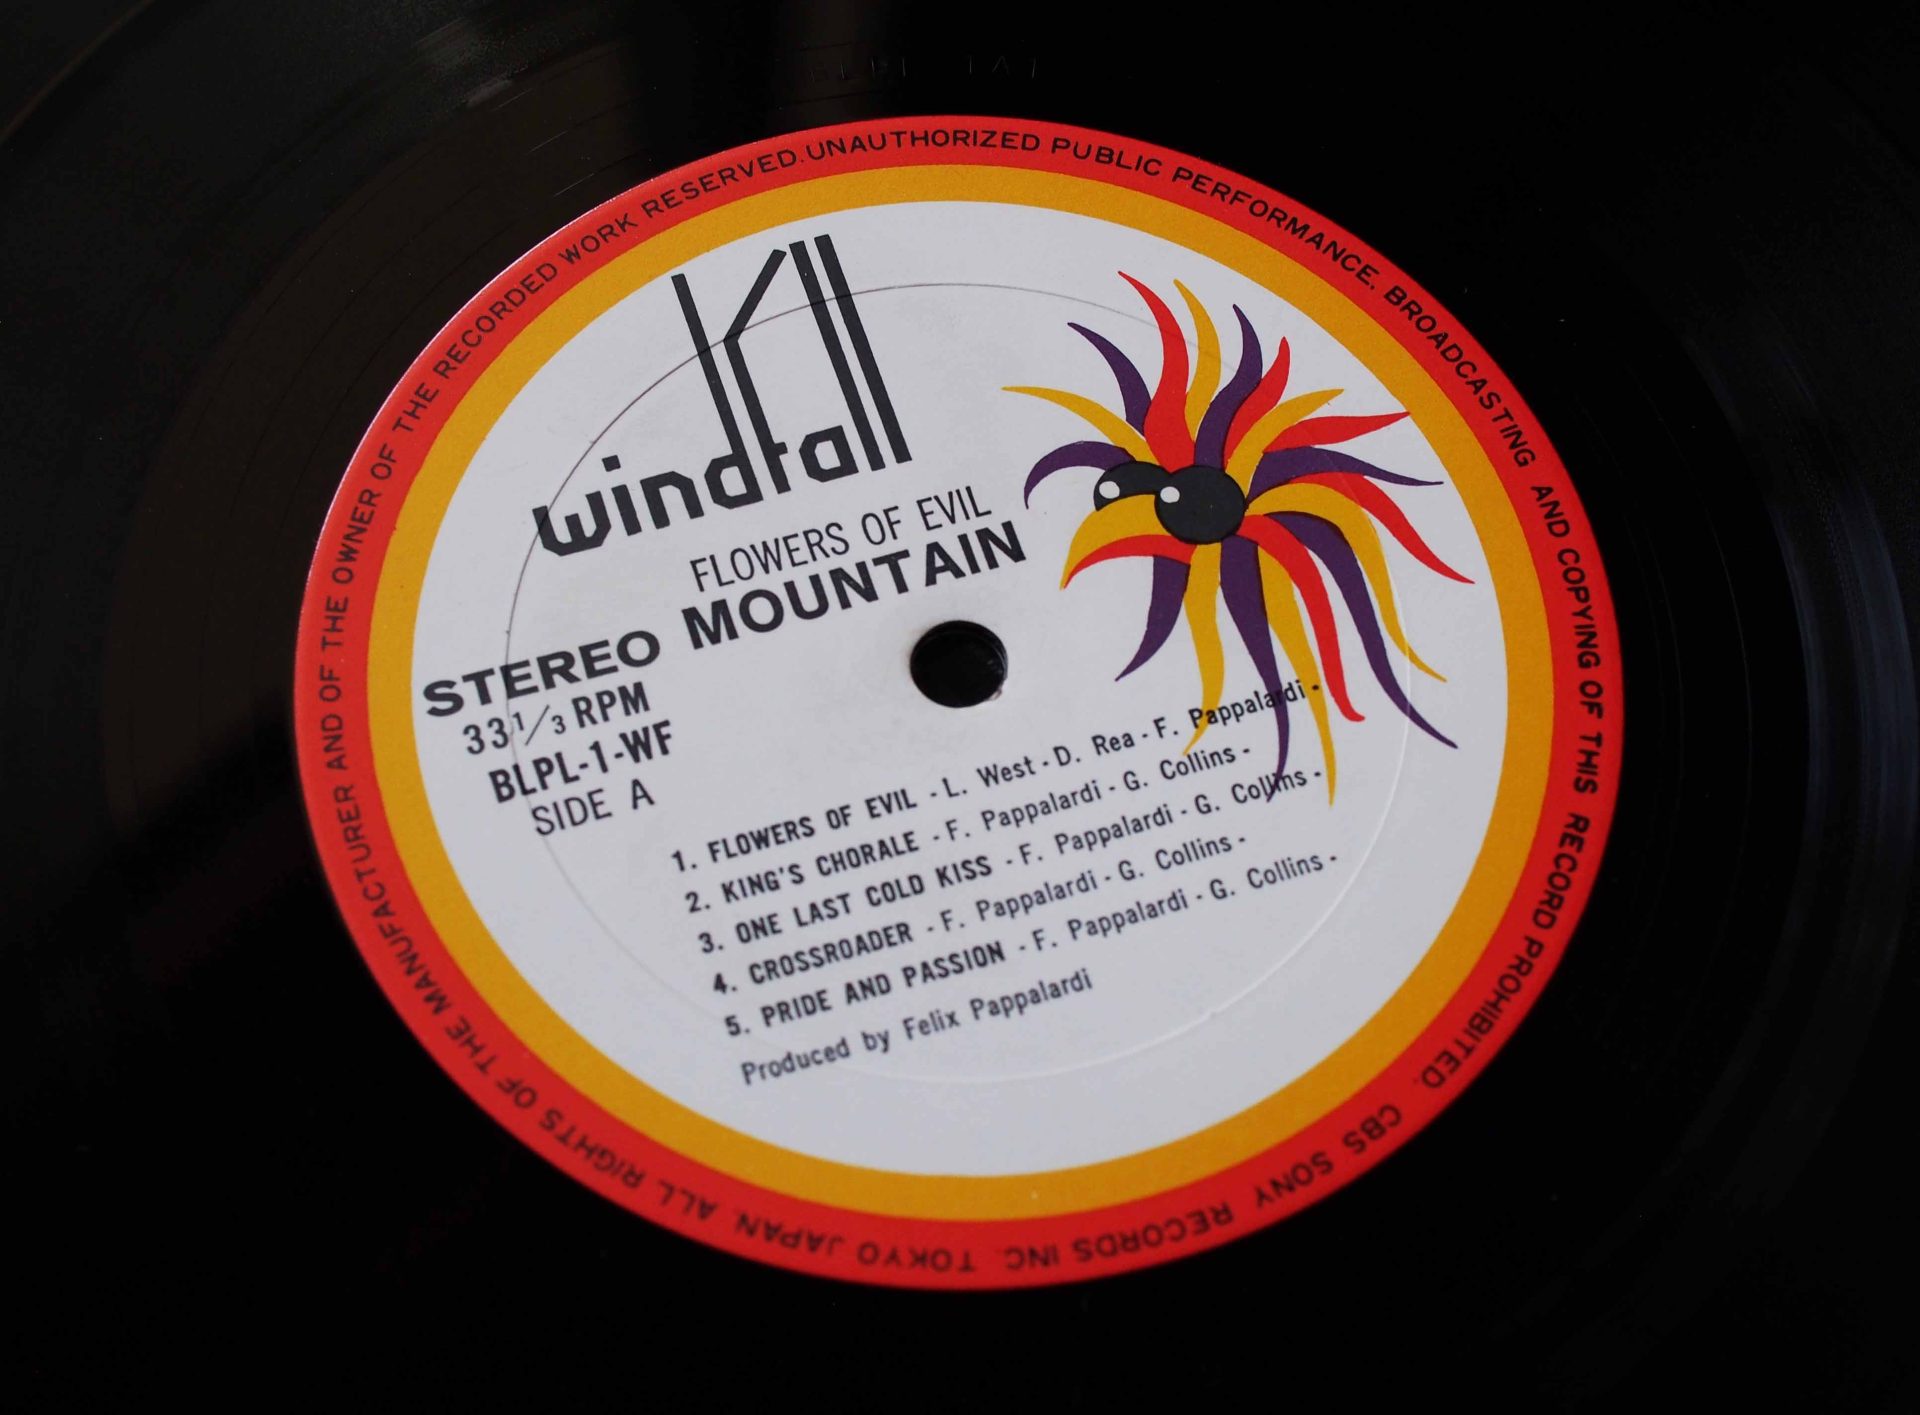 windfall
FLOWERS OF EVIL
MOUNTAIN
STEREO
33 1/3 RPM
BLPL-1-WF
SIDE A
1. FLOWERS OF EVIL - L. West - D. Rea - F. Pappalardi -
2. KING'S CHORALE - F. Pappalardi - G. Collins -
3. ONE LAST COLD KISS - F. Pappalardi - G. Collins -
4. CROSSROADER - F. Pappalardi - G. Collins -
5. PRIDE AND PASSION - F. Pappalardi - G. Collins -
Produced by Felix Pappalardi
CBS SONY RECORDS INC. TOKYO JAPAN. ALL RIGHTS OF THE MANUFACTURER AND OF THE OWNER OF THE RECORDED WORK RESERVED. UNAUTHORIZED PUBLIC PERFORMANCE. BROADCASTING AND COPYING OF THIS RECORD PROHIBITED.